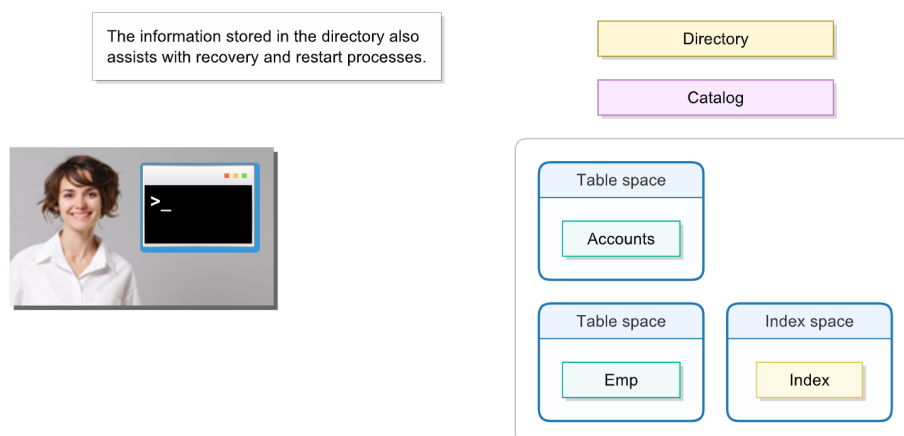 The information stored in the directory also
assists with recovery and restart processes.
Directory
Catalog
>_
Table space
Accounts
Table space
Emp
Index space
Index